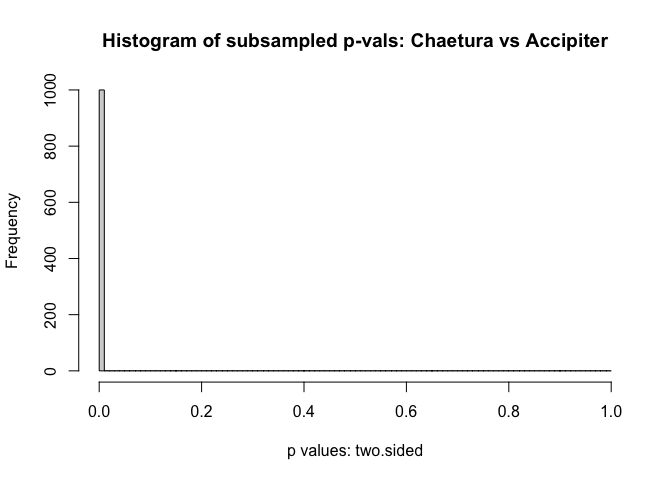 Histogram of subsampled p-vals: Chaetura vs Accipiter
Frequency
1000
800
600
400
200
0
0.0 0.2 0.4 0.6 0.8 1.0
p values: two.sided